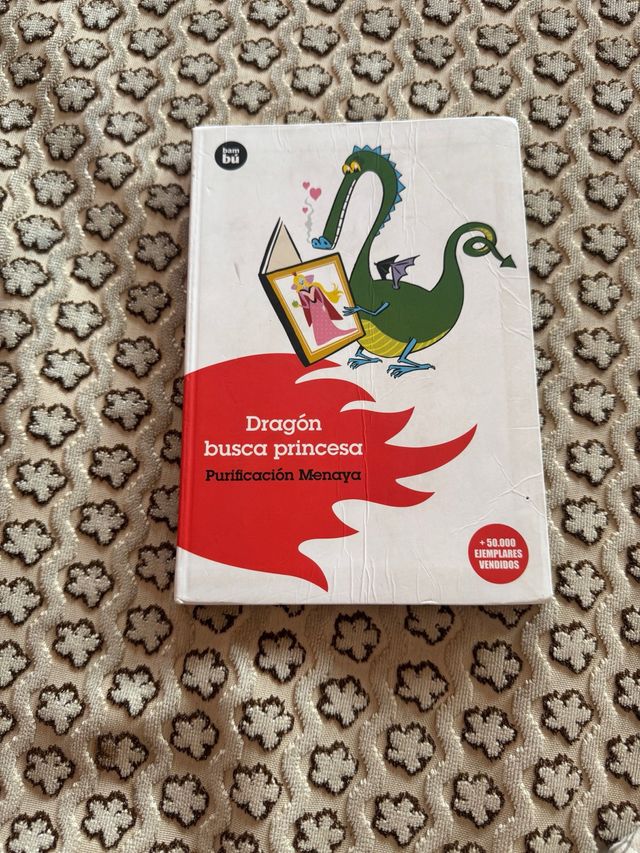 bam
bú
Dragón
busca princesa
Purificación Menaya
+ 50.000
EJEMPLARES
VENDIDOS